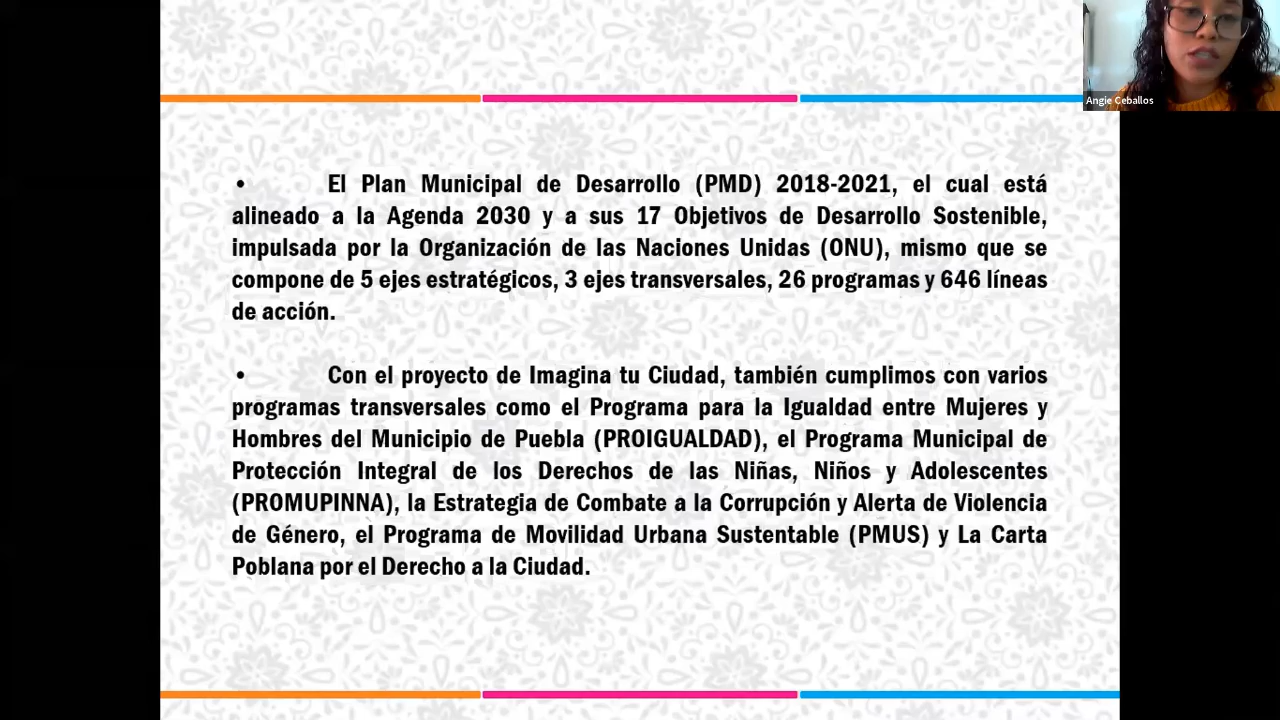 Angie Ceballos
• El Plan Municipal de Desarrollo (PMD) 2018-2021, el cual está
alineado a la Agenda 2030 y a sus 17 Objetivos de Desarrollo Sostenible,
impulsada por la Organización de las Naciones Unidas (ONU), mismo que se
compone de 5 ejes estratégicos, 3 ejes transversales, 26 programas y 646 líneas
de acción.
• Con el proyecto de Imagina tu Ciudad, también cumplimos con varios
programas transversales como el Programa para la Igualdad entre Mujeres y
Hombres del Municipio de Puebla (PROIGUALDAD), el Programa Municipal de
Protección Integral de los Derechos de las Niñas, Niños y Adolescentes
(PROMUPINNA), la Estrategia de Combate a la Corrupción y Alerta de Violencia
de Género, el Programa de Movilidad Urbana Sustentable (PMUS) y La Carta
Poblana por el Derecho a la Ciudad.